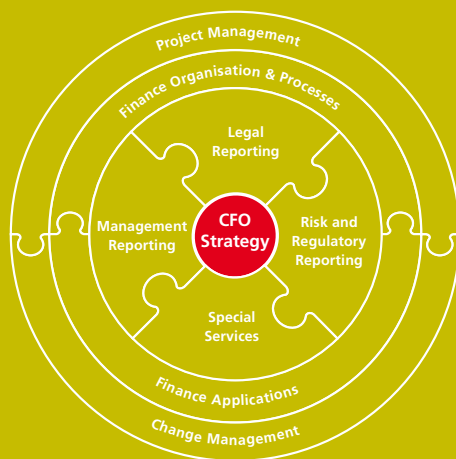 Project Management
Finance Organisation & Processes
Legal
Reporting
Management
Reporting
CFO
Strategy
Risk and
Regulatory
Reporting
Special
Services
Finance Applications
Change Management